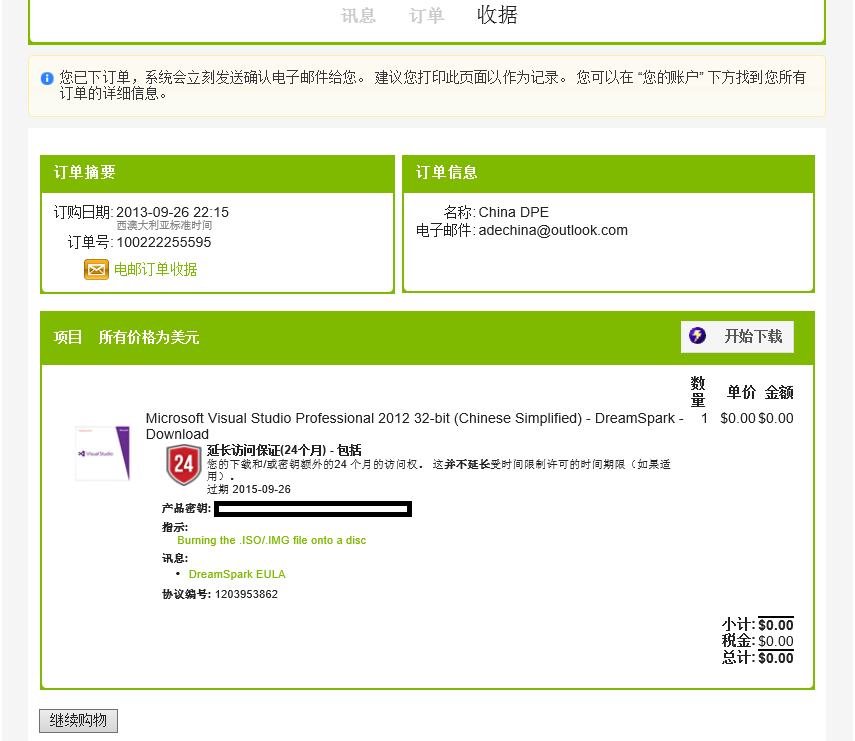 讯息 订单 收据
您已下订单，系统会立刻发送确认电子邮件给您。 建议您打印此页面以作为记录。 您可以在 “您的账户” 下方找到您所有
订单的详细信息。
订单摘要
订购日期: 2013-09-26 22:15
西澳大利亚标准时间
订单号: 100222255595
电邮订单收据
订单信息
名称: China DPE
电子邮件: adechina@outlook.com
项目 所有价格为美元 开始下载
数量 单价 金额
Microsoft Visual Studio Professional 2012 32-bit (Chinese Simplified) - DreamSpark - 1 $0.00 $0.00
Download
Visual Studio
24
延长访问保证(24个月) - 包括
您的下载和/或密钥额外的24 个月的访问权。 这并不延长受时间限制许可的时间期限（如果适
用）。
过期 2015-09-26
产品密钥:
指示:
Burning the .ISO/.IMG file onto a disc
讯息:
• DreamSpark EULA
协议编号: 1203953862
小计: $0.00
税金: $0.00
总计: $0.00
继续购物